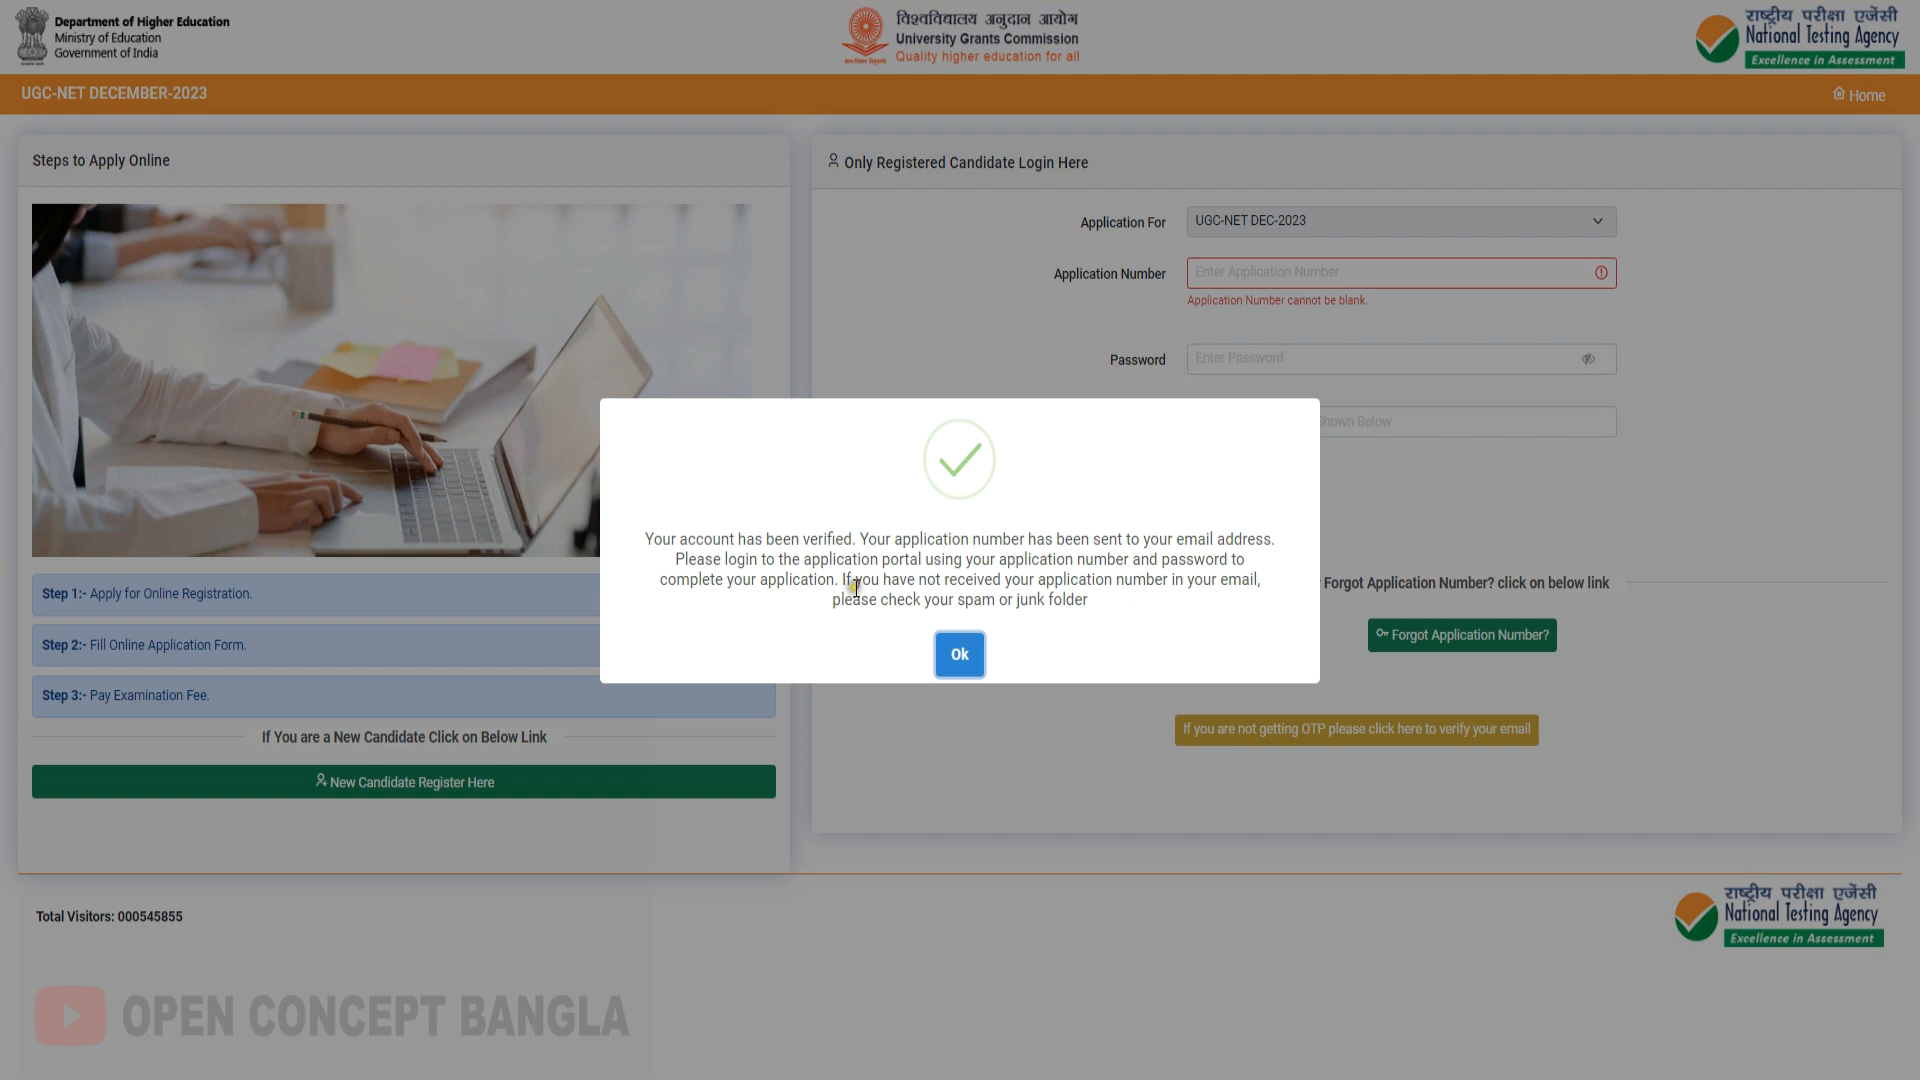 Department of Higher Education
Ministry of Education
Government of India
विश्वविद्यालय अनुदान आयोग
University Grants Commission
Quality higher education for all
राष्ट्रीय परीक्षा एजेंसी
National Testing Agency
Excellence in Assessment
UGC-NET DECEMBER-2023
Home
Steps to Apply Online
Only Registered Candidate Login Here
Application For
UGC-NET DEC-2023
Application Number
Enter Application Number
Application Number cannot be blank.
Password
Enter Password
Shown Below
Your account has been verified. Your application number has been sent to your email address.
Please login to the application portal using your application number and password to
complete your application. If you have not received your application number in your email,
please check your spam or junk folder
Ok
Step 1:- Apply for Online Registration.
Step 2:- Fill Online Application Form.
Step 3:- Pay Examination Fee.
If You are a New Candidate Click on Below Link
New Candidate Register Here
Forgot Application Number? click on below link
Forgot Application Number?
If you are not getting OTP please click here to verify your email
Total Visitors: 000545855
राष्ट्रीय परीक्षा एजेंसी
National Testing Agency
Excellence in Assessment
OPEN CONCEPT BANGLA